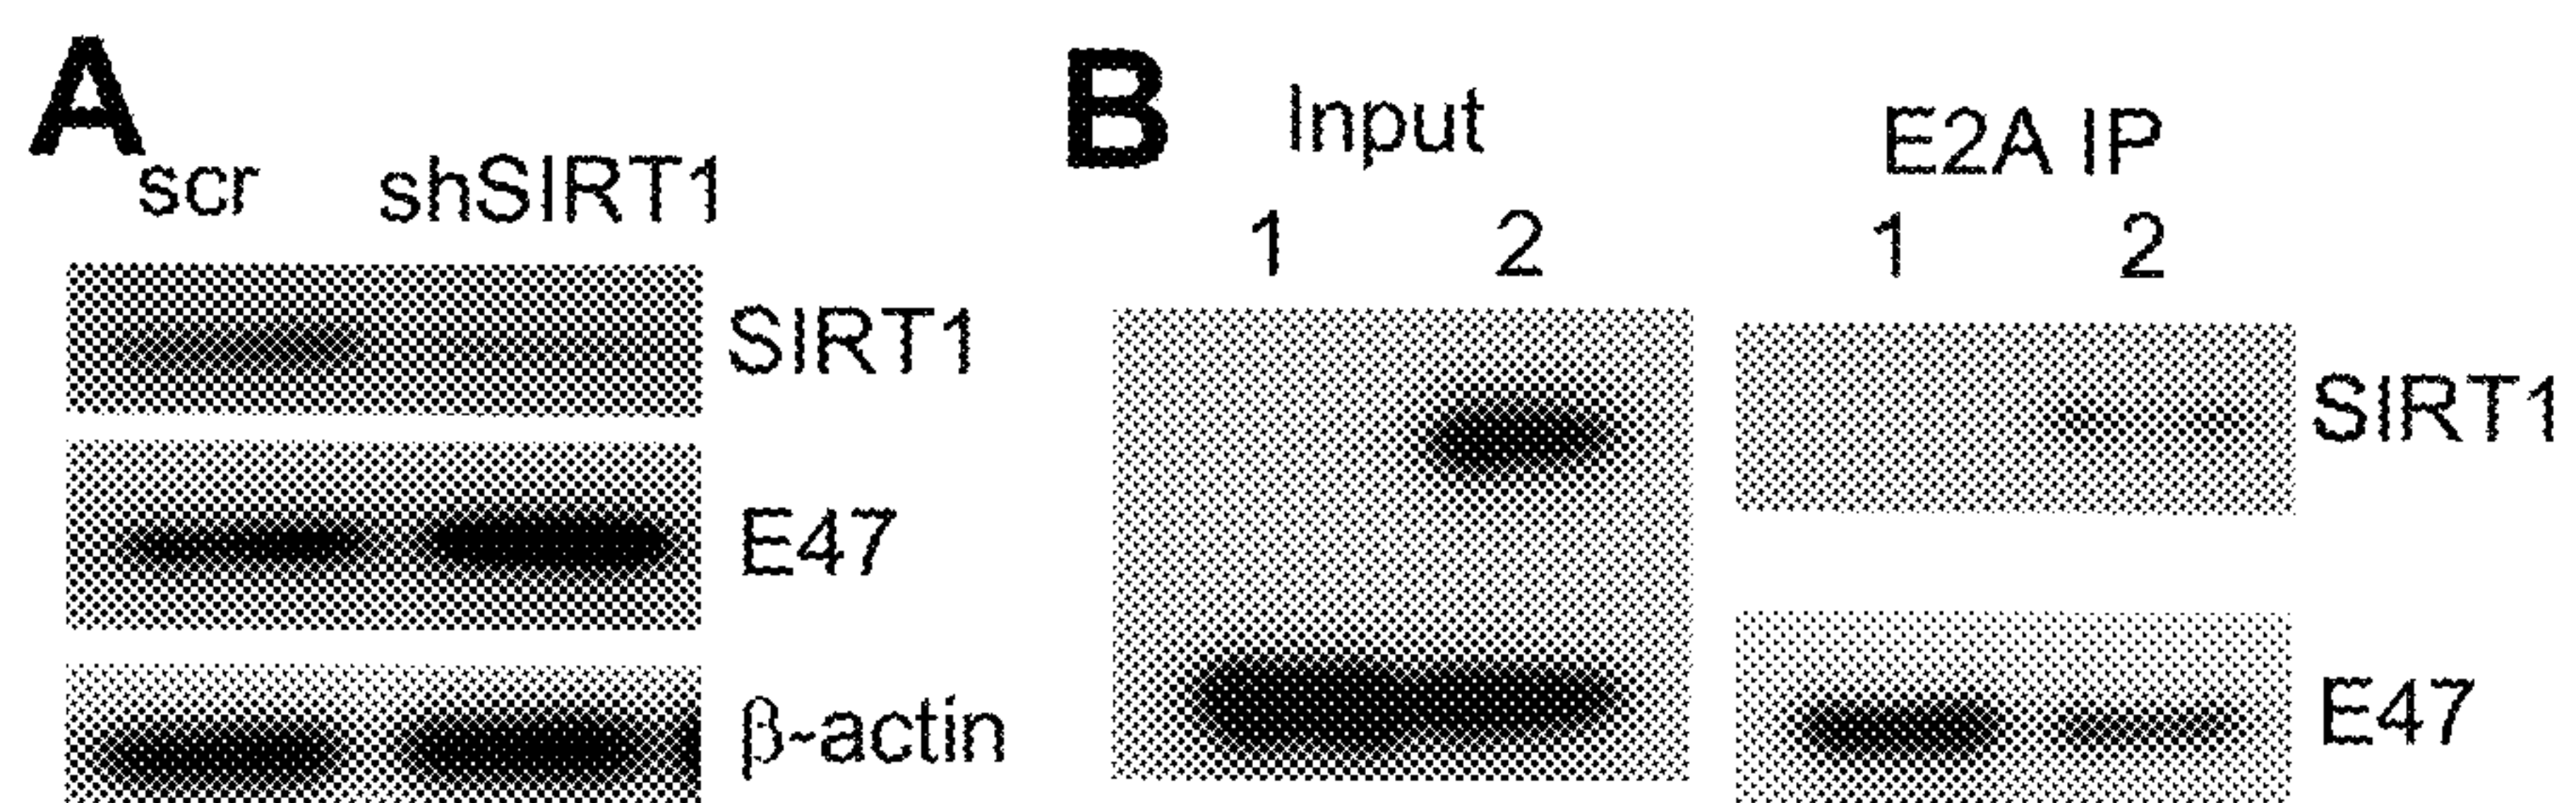 A
scr shSIRT1
SIRT1
E47
β-actin
B
Input E2A IP
1 2 1 2
SIRT1
E47